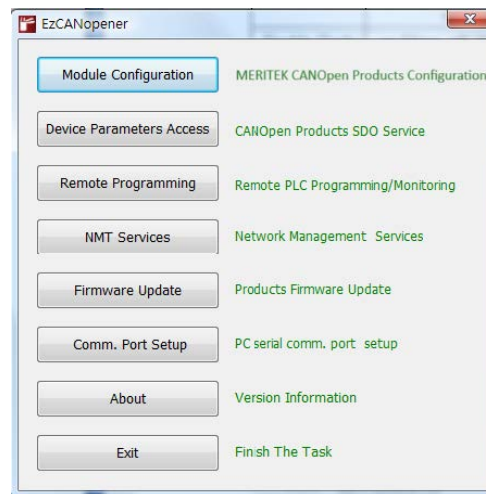 EzCANopener
Module Configuration MERITEK CANOpen Products Configuration
Device Parameters Access CANOpen Products SDO Service
Remote Programming Remote PLC Programming/Monitoring
NMT Services Network Management Services
Firmware Update Products Firmware Update
Comm. Port Setup PC serial comm. port setup
About Version Information
Exit Finish The Task